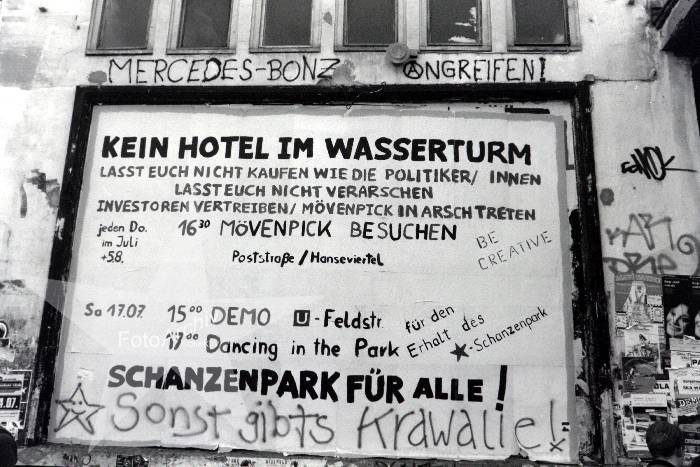 MERCEDES-BONZ ANGREIFEN!
KEIN HOTEL IM WASSERTURM
LASST EUCH NICHT KAUFEN WIE DIE POLITIKER/ INNEN
LASST EUCH NICHT VERARSCHEN
INVESTOREN VERTREIBEN/ MÖVENPICK IN ARSCH TRETEN
jeden Do. im Juli +5.8.
16³⁰ MÖVENPICK BESUCHEN
Poststraße/Hanseviertel
BE CREATIVE
Sa 17.07. 15⁰⁰ DEMO U-Feldstr.
17⁰⁰ Dancing in the Park
für den Erhalt des ★-Schanzenpark
SCHANZENPARK FÜR ALLE!
Sonst gibts Krawalle!